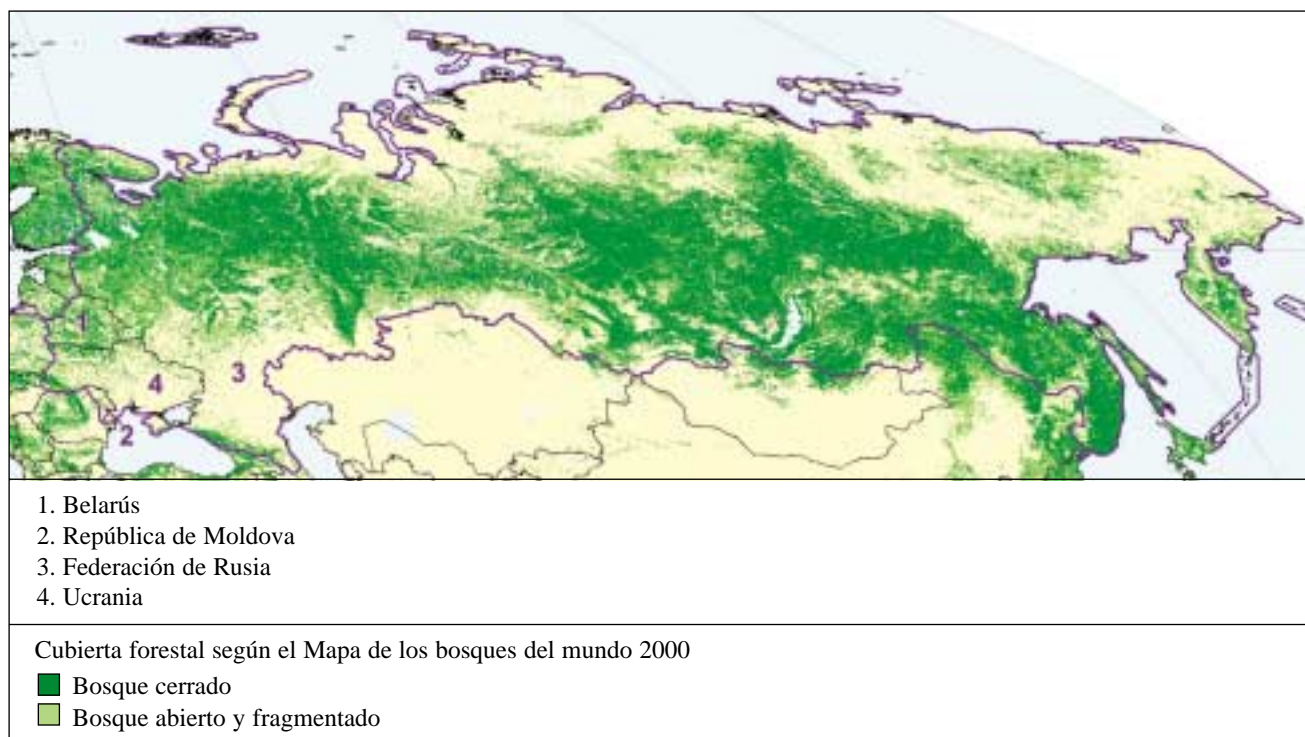 1
4
3
2
1. Belarús
2. República de Moldova
3. Federación de Rusia
4. Ucrania
Cubierta forestal según el Mapa de los bosques del mundo 2000
Bosque cerrado
Bosque abierto y fragmentado